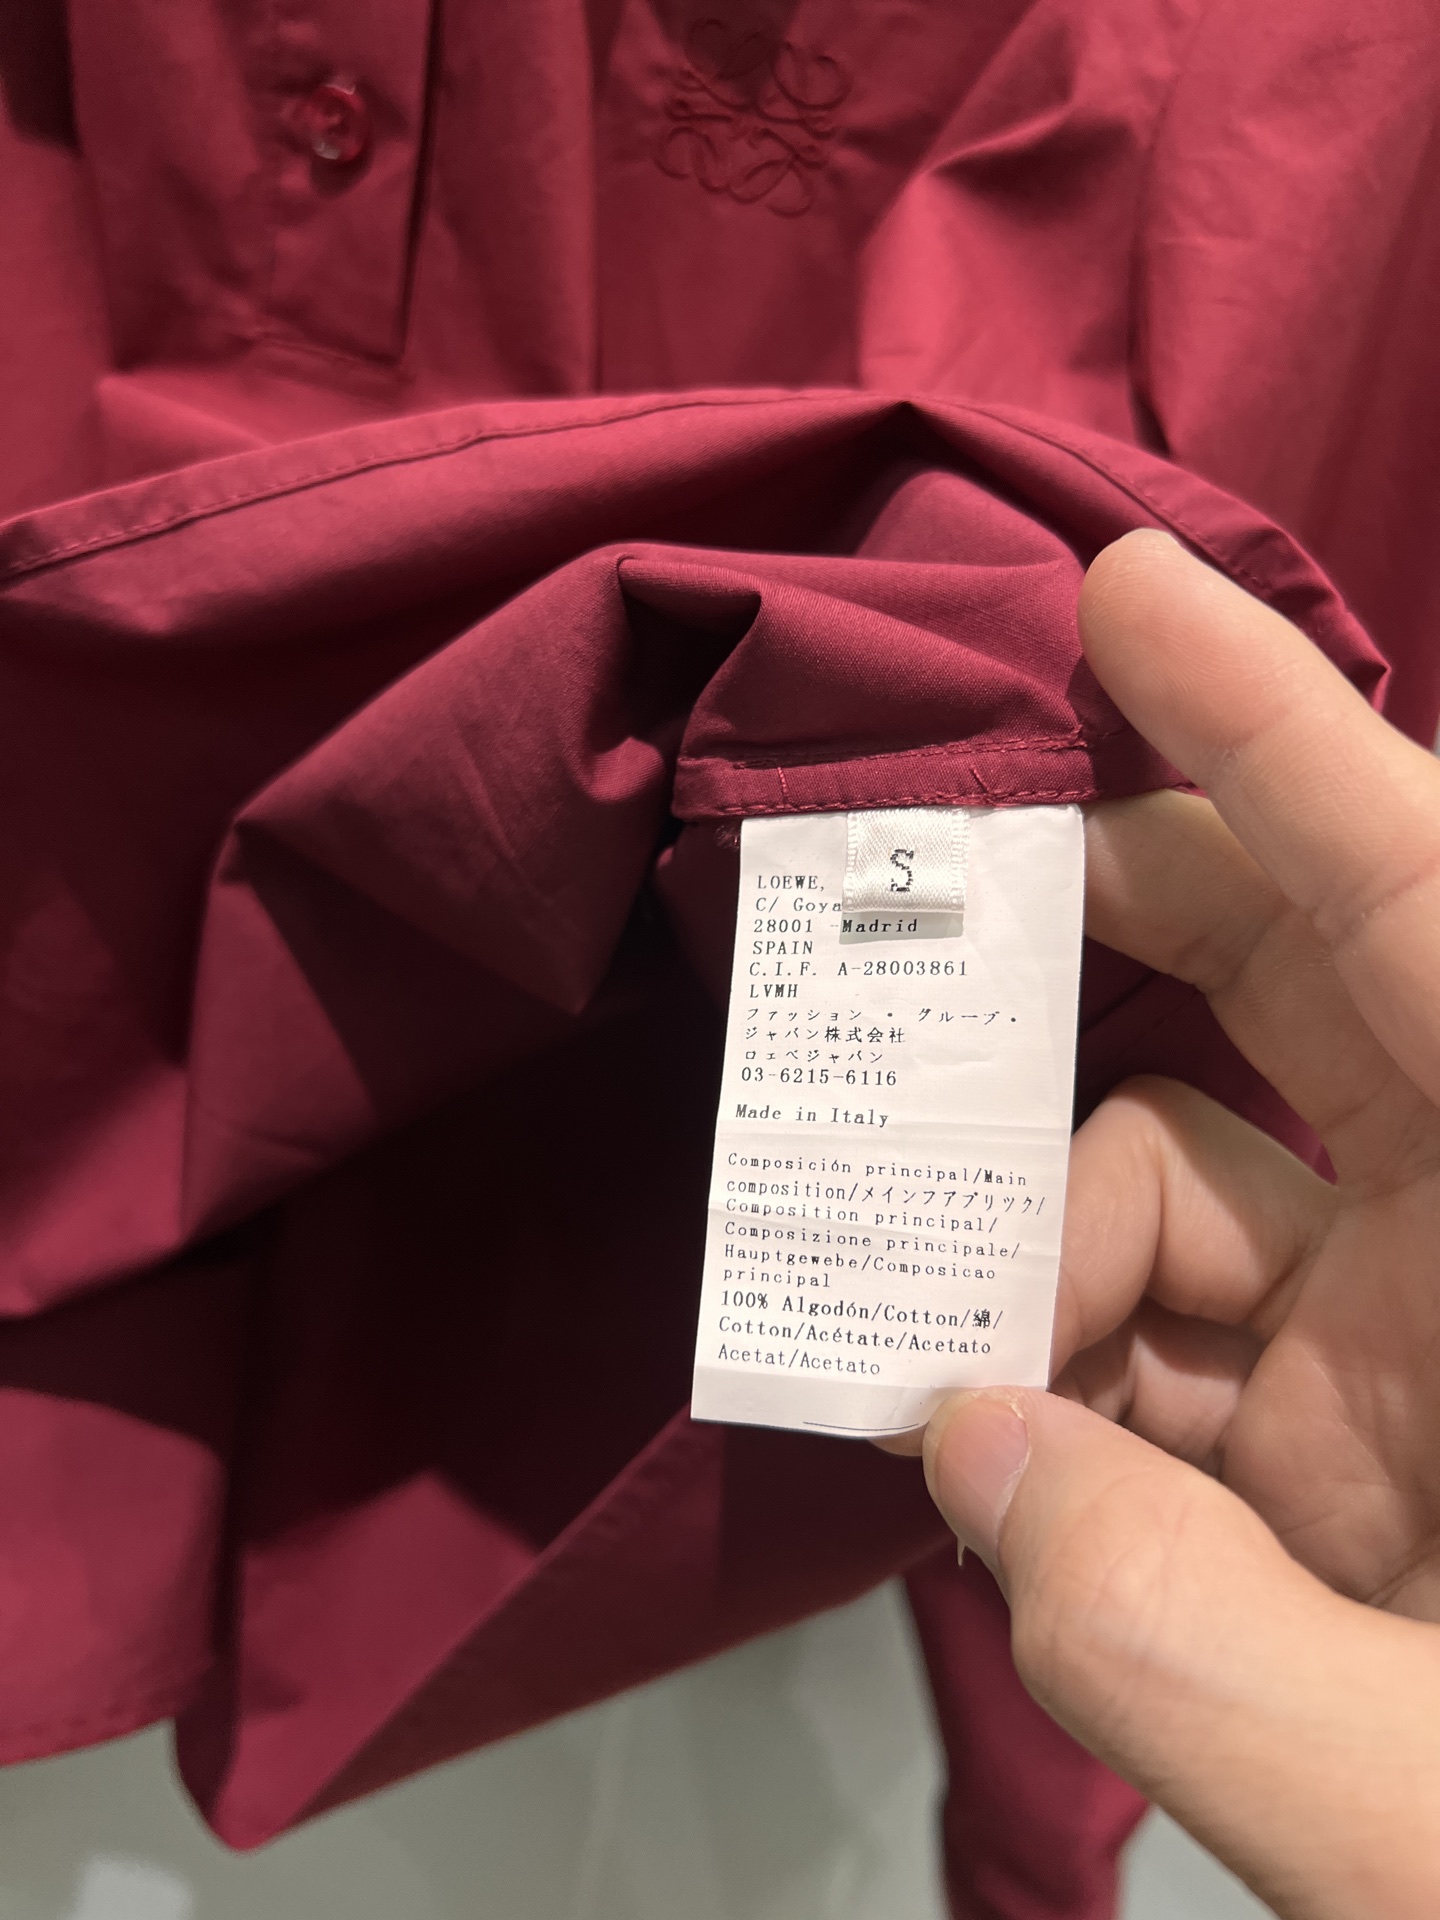 S
LOEWE,
C/ Goya
28001 -Madrid
SPAIN
C.I.F. A-28003861
LVMH
ファッション ・ グループ・
ジャパン株式会社
ロエベジャパン
03-6215-6116
Made in Italy
Composición principal/Main
composition/メインファブリック/
Composition principal/
Composizione principale/
Hauptgewebe/Composicao
principal
100% Algodón/Cotton/綿/
Cotton/Acétate/Acetato
Acetat/Acetato